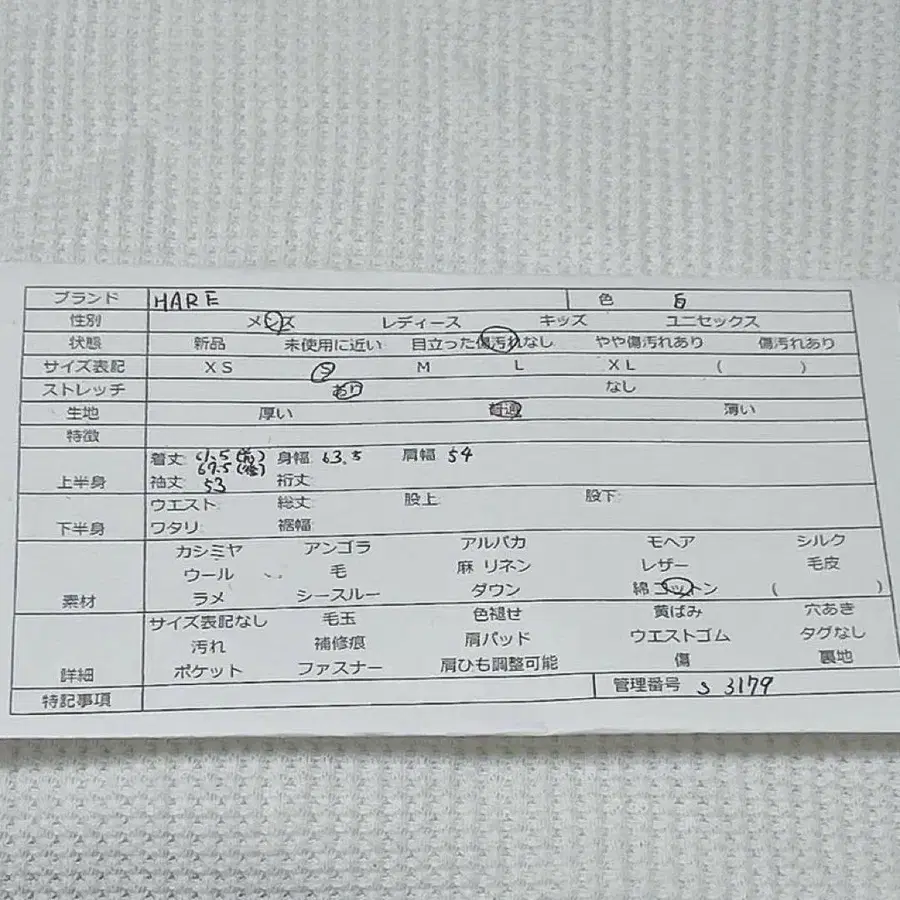 ブランド HARE 色 白
性別 メンズ レディース キッズ ユニセックス
状態 新品 未使用に近い 目立った傷汚れなし やや傷汚れあり 傷汚れあり
サイズ表記 XS S M L XL ( )
ストレッチ あり なし
生地 厚い 普通 薄い
特徴
上半身 着丈 61.5(前) 身幅 63.5 肩幅 54
67.5(後)
袖丈 53 裄丈
下半身 ウエスト 総丈 股上 股下
ワタリ 裾幅
素材 カシミヤ アンゴラ アルパカ モヘア シルク
ウール 毛 麻 リネン レザー 毛皮
ラメ シースルー ダウン 綿 コットン ( )
詳細 サイズ表記なし 毛玉 色褪せ 黄ばみ 穴あき
汚れ 補修痕 肩パッド ウエストゴム タグなし
ポケット ファスナー 肩ひも調整可能 傷 裏地
特記事項 管理番号 S 3179